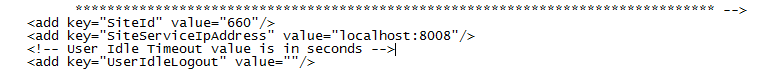 ******************************************************************************** -->
<add key="SiteId" value="660"/>
<add key="SiteServiceIpAddress" value="localhost:8008"/>
<!-- User Idle Timeout value is in seconds -->
<add key="UserIdleLogout" value=""/>